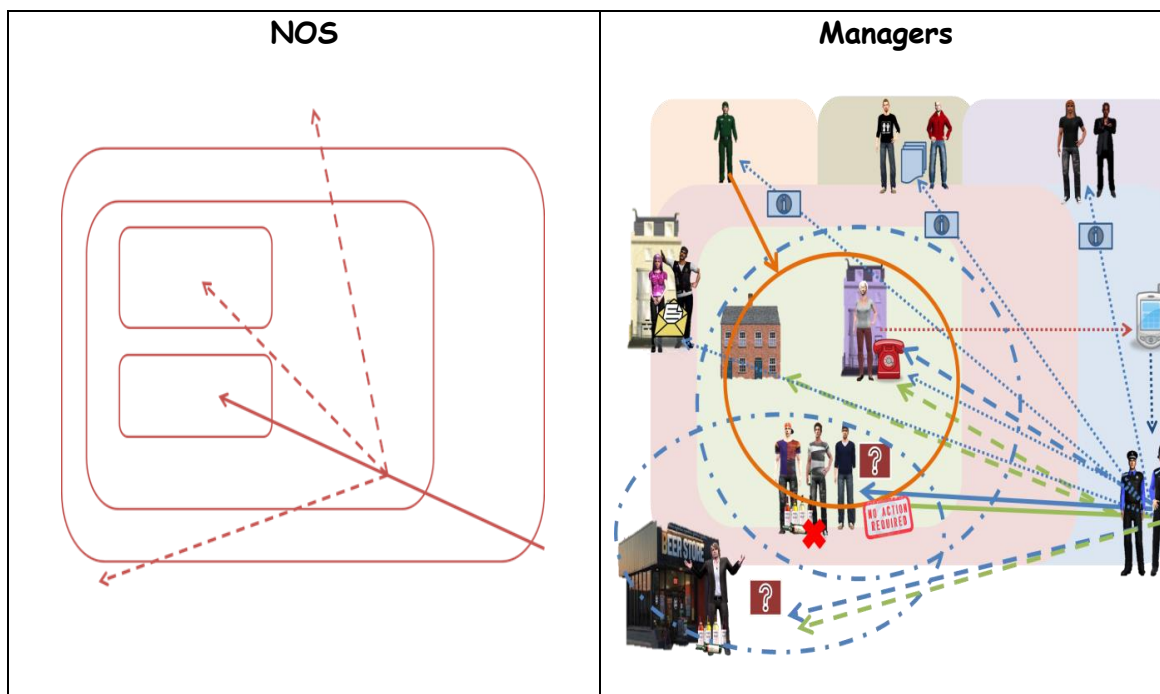 NOS
Managers
i
i
i
?
NO ACTION
REQUIRED
BEER STORE
?